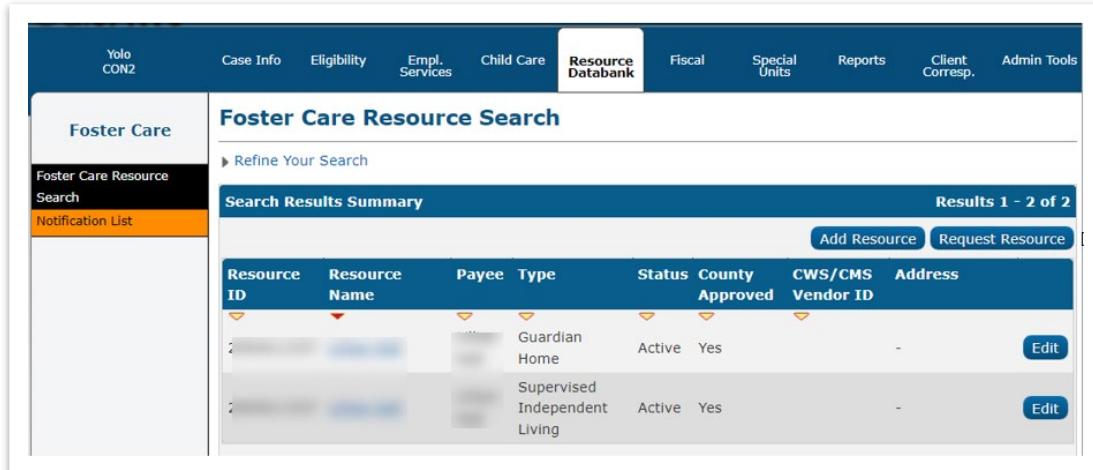 Yolo
CON2
Case Info
Eligibility
Empl.
Services
Child Care
Resource
Databank
Fiscal
Special
Units
Reports
Client
Corresp.
Admin Tools
Foster Care
Foster Care Resource
Search
Notification List
Foster Care Resource Search
Refine Your Search
Search Results Summary Results 1 - 2 of 2
Add Resource Request Resource
Resource
ID
Resource
Name
Payee
Type
Status
County
Approved
CWS/CMS
Vendor ID
Address
2
Guardian
Home
Active
Yes
-
Edit
2
Supervised
Independent
Living
Active
Yes
-
Edit